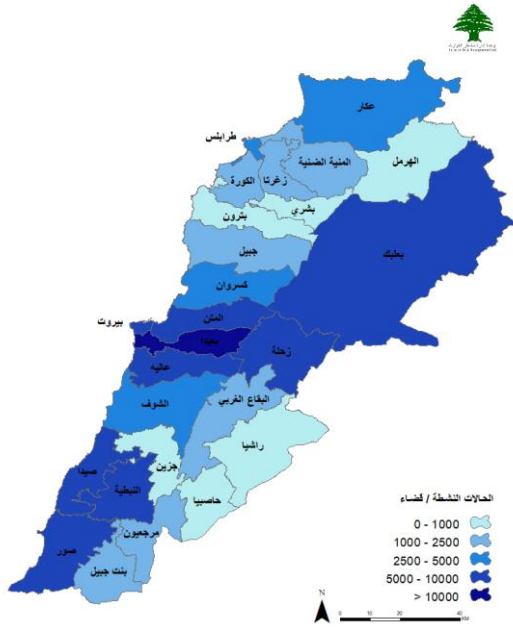 عكار
طرابلس
المنية الضنية
الهرمل
زغرتا
الكورة
بشري
بترون
بعلبك
جبيل
كسروان
المتن
بيروت
بعبدا
زحلة
عاليه
البقاع الغربي
الشوف
راشيا
جزين
صيدا
النبطية
حاصبيا
مرجعيون
صور
بنت جبيل
الحالات النشطة / قضاء
0 - 1000
1000 - 2500
2500 - 5000
5000 - 10000
> 10000
N
0 10 20 40